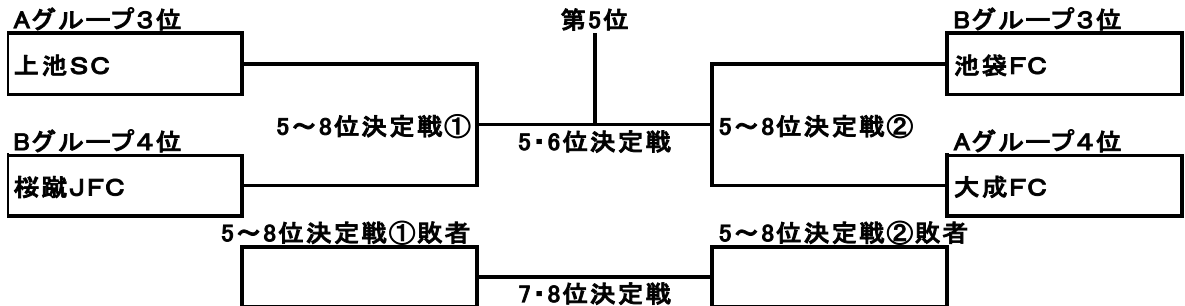 Aグループ3位
第5位
Bグループ3位
上池SC
池袋FC
5～8位決定戦①
5～8位決定戦②
Bグループ4位
5・6位決定戦
Aグループ4位
桜蹴JFC
大成FC
5～8位決定戦①敗者
5～8位決定戦②敗者
7・8位決定戦